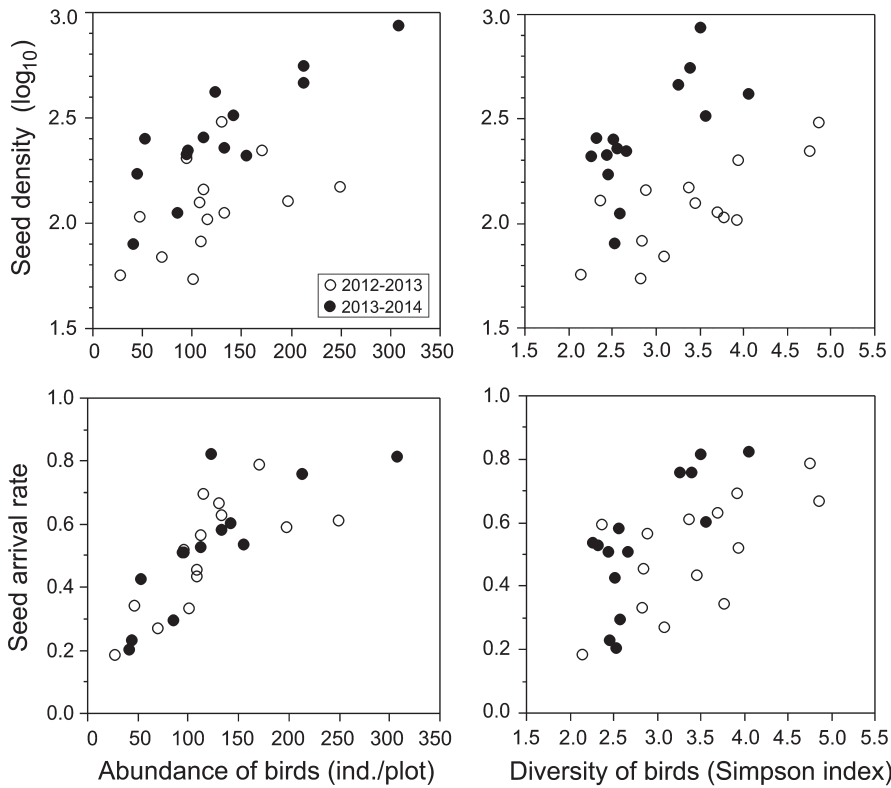 Seed density (log10)
3.0
2.5
2.0
1.5
0 50 100 150 200 250 300 350
2012-2013
2013-2014
3.0
2.5
2.0
1.5
1.5 2.0 2.5 3.0 3.5 4.0 4.5 5.0 5.5
Seed arrival rate
1.0
0.8
0.6
0.4
0.2
0.0
0 50 100 150 200 250 300 350
Abundance of birds (ind./plot)
1.0
0.8
0.6
0.4
0.2
0.0
1.5 2.0 2.5 3.0 3.5 4.0 4.5 5.0 5.5
Diversity of birds (Simpson index)